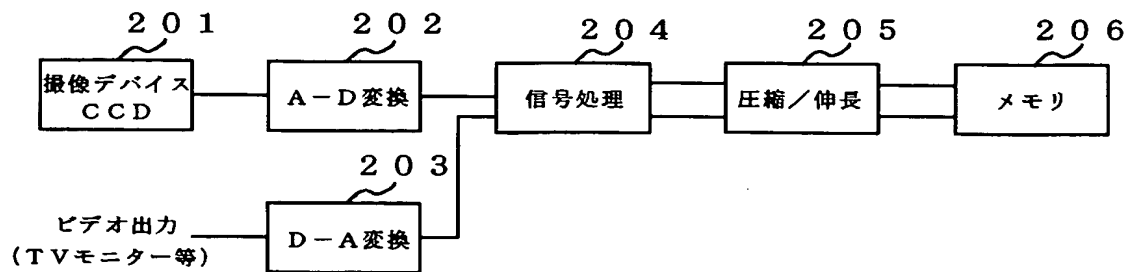 ２０１
２０２
２０４
２０５
２０６
撮像デバイス
ＣＣＤ
Ａ－Ｄ変換
信号処理
圧縮／伸長
メモリ
２０３
ビデオ出力
（ＴＶモニター等）
Ｄ－Ａ変換